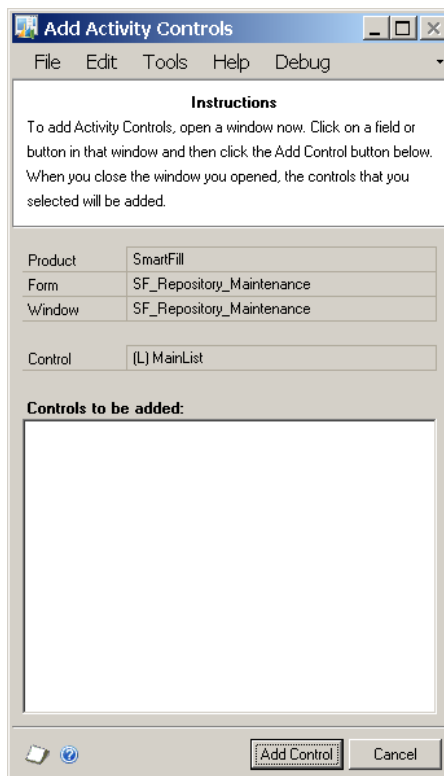 Add Activity Controls
File Edit Tools Help Debug
Instructions
To add Activity Controls, open a window now. Click on a field or
button in that window and then click the Add Control button below.
When you close the window you opened, the controls that you
selected will be added.
Product SmartFill
Form SF_Repository_Maintenance
Window SF_Repository_Maintenance
Control (L) MainList
Controls to be added:
Add Control Cancel